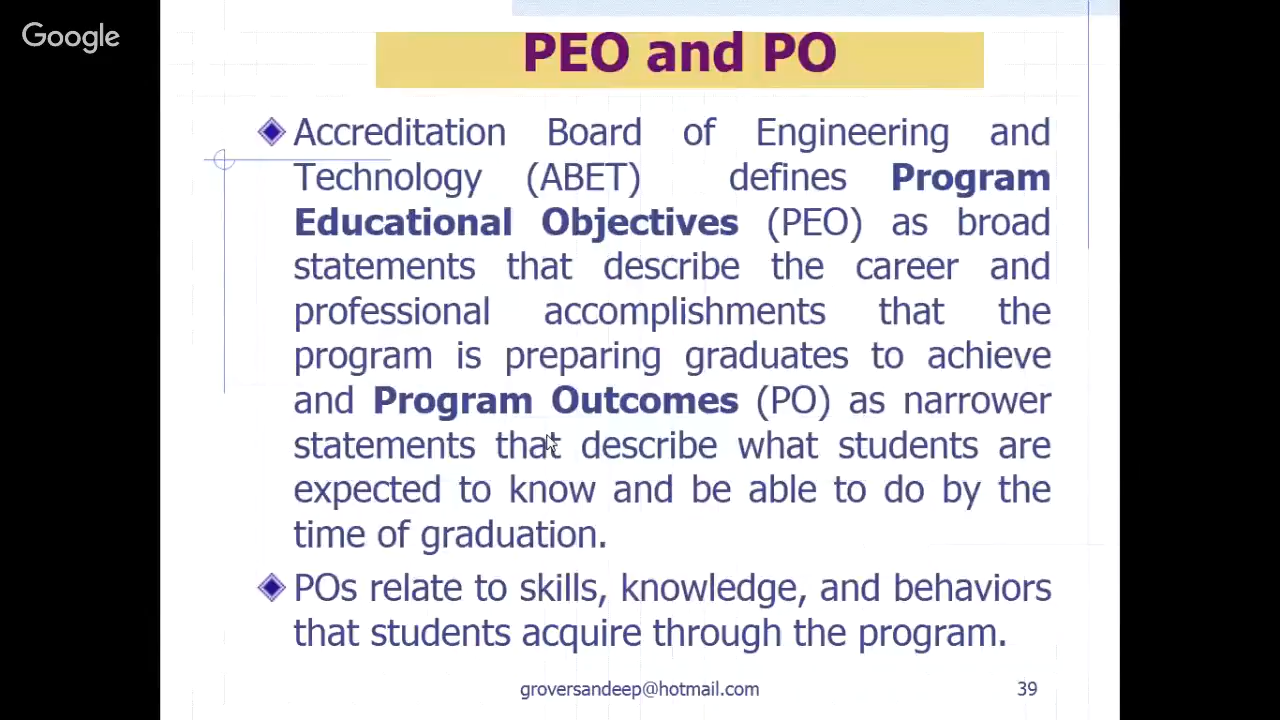 Google
PEO and PO
Accreditation Board of Engineering and
Technology (ABET) defines Program
Educational Objectives (PEO) as broad
statements that describe the career and
professional accomplishments that the
program is preparing graduates to achieve
and Program Outcomes (PO) as narrower
statements that describe what students are
expected to know and be able to do by the
time of graduation.
POs relate to skills, knowledge, and behaviors
that students acquire through the program.
groversandeep@hotmail.com
39